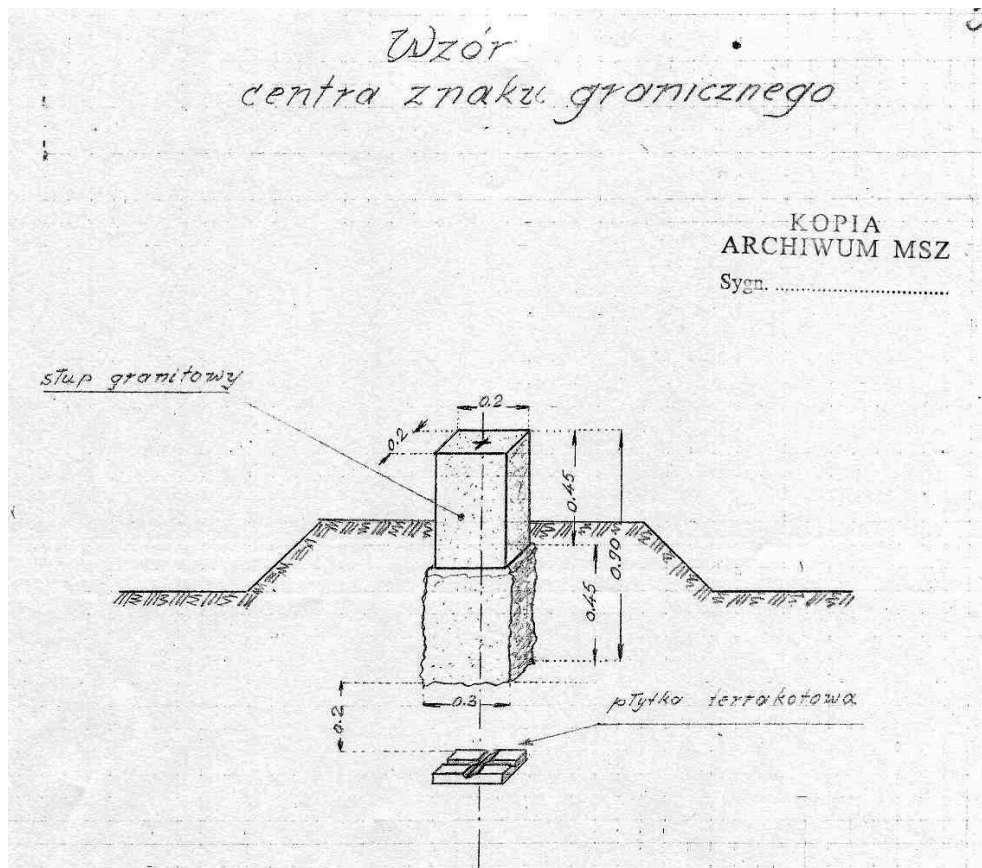 Wzór
centra znaku granicznego
KOPIA
ARCHIWUM MSZ
Sygn. ................................
słup granitowy
0.2
0.2
0.45
0.90
0.45
0.3
0.2
płytka terrakotowa